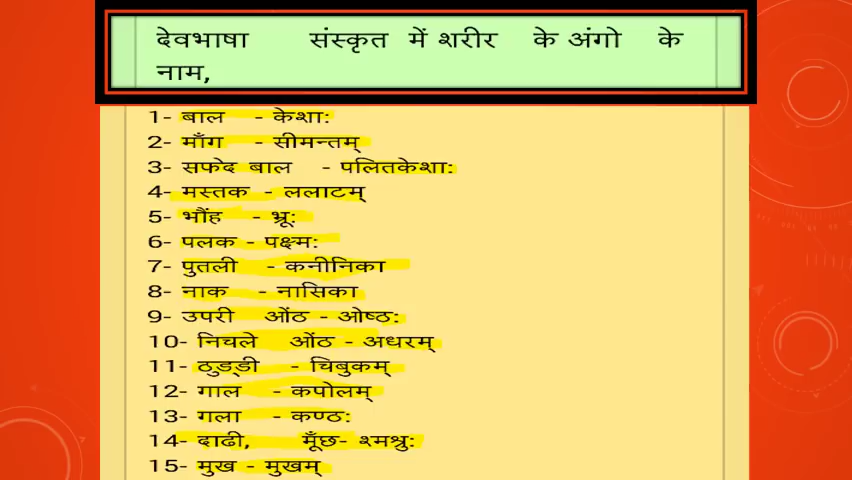 देवभाषा संस्कृत में शरीर के अंगो के
नाम,
1- बाल - केशा:
2- माँग - सीमन्तम्
3- सफेद बाल - पलितकेशा:
4- मस्तक - ललाटम्
5- भौंह - भ्रू:
6- पलक - पक्ष्म:
7- पुतली - कनीनिका
8- नाक - नासिका
9- उपरी ओंठ - ओष्ठ:
10- निचले ओंठ - अधरम्
11- ठुड्डी - चिबुकम्
12- गाल - कपोलम्
13- गला - कण्ठ:
14- दाढी, मूँछ- श्मश्रु:
15- मुख - मुखम्